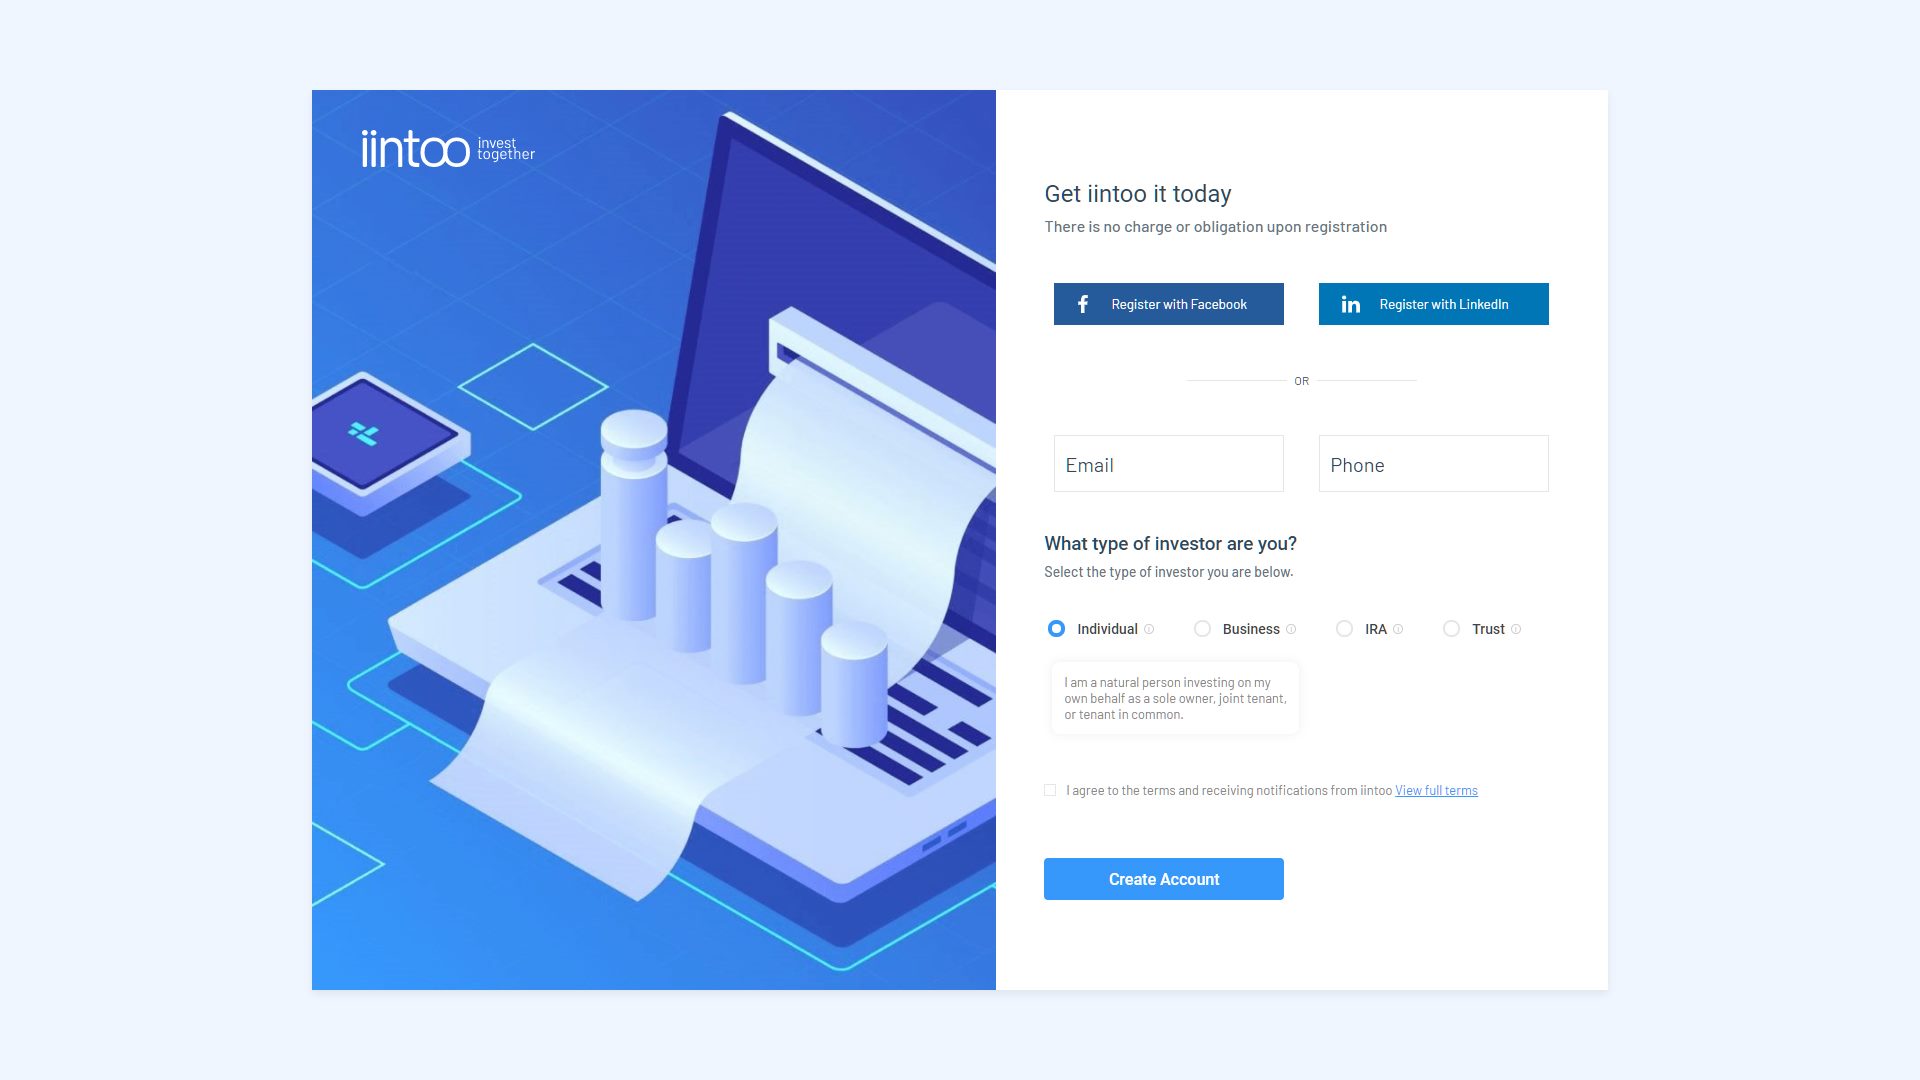 iintoo invest together
Get iintoo it today
There is no charge or obligation upon registration
Register with Facebook
Register with LinkedIn
OR
Email
Phone
What type of investor are you?
Select the type of investor you are below.
Individual
Business
IRA
Trust
I am a natural person investing on my
own behalf as a sole owner, joint tenant,
or tenant in common.
I agree to the terms and receiving notifications from iintoo View full terms
Create Account